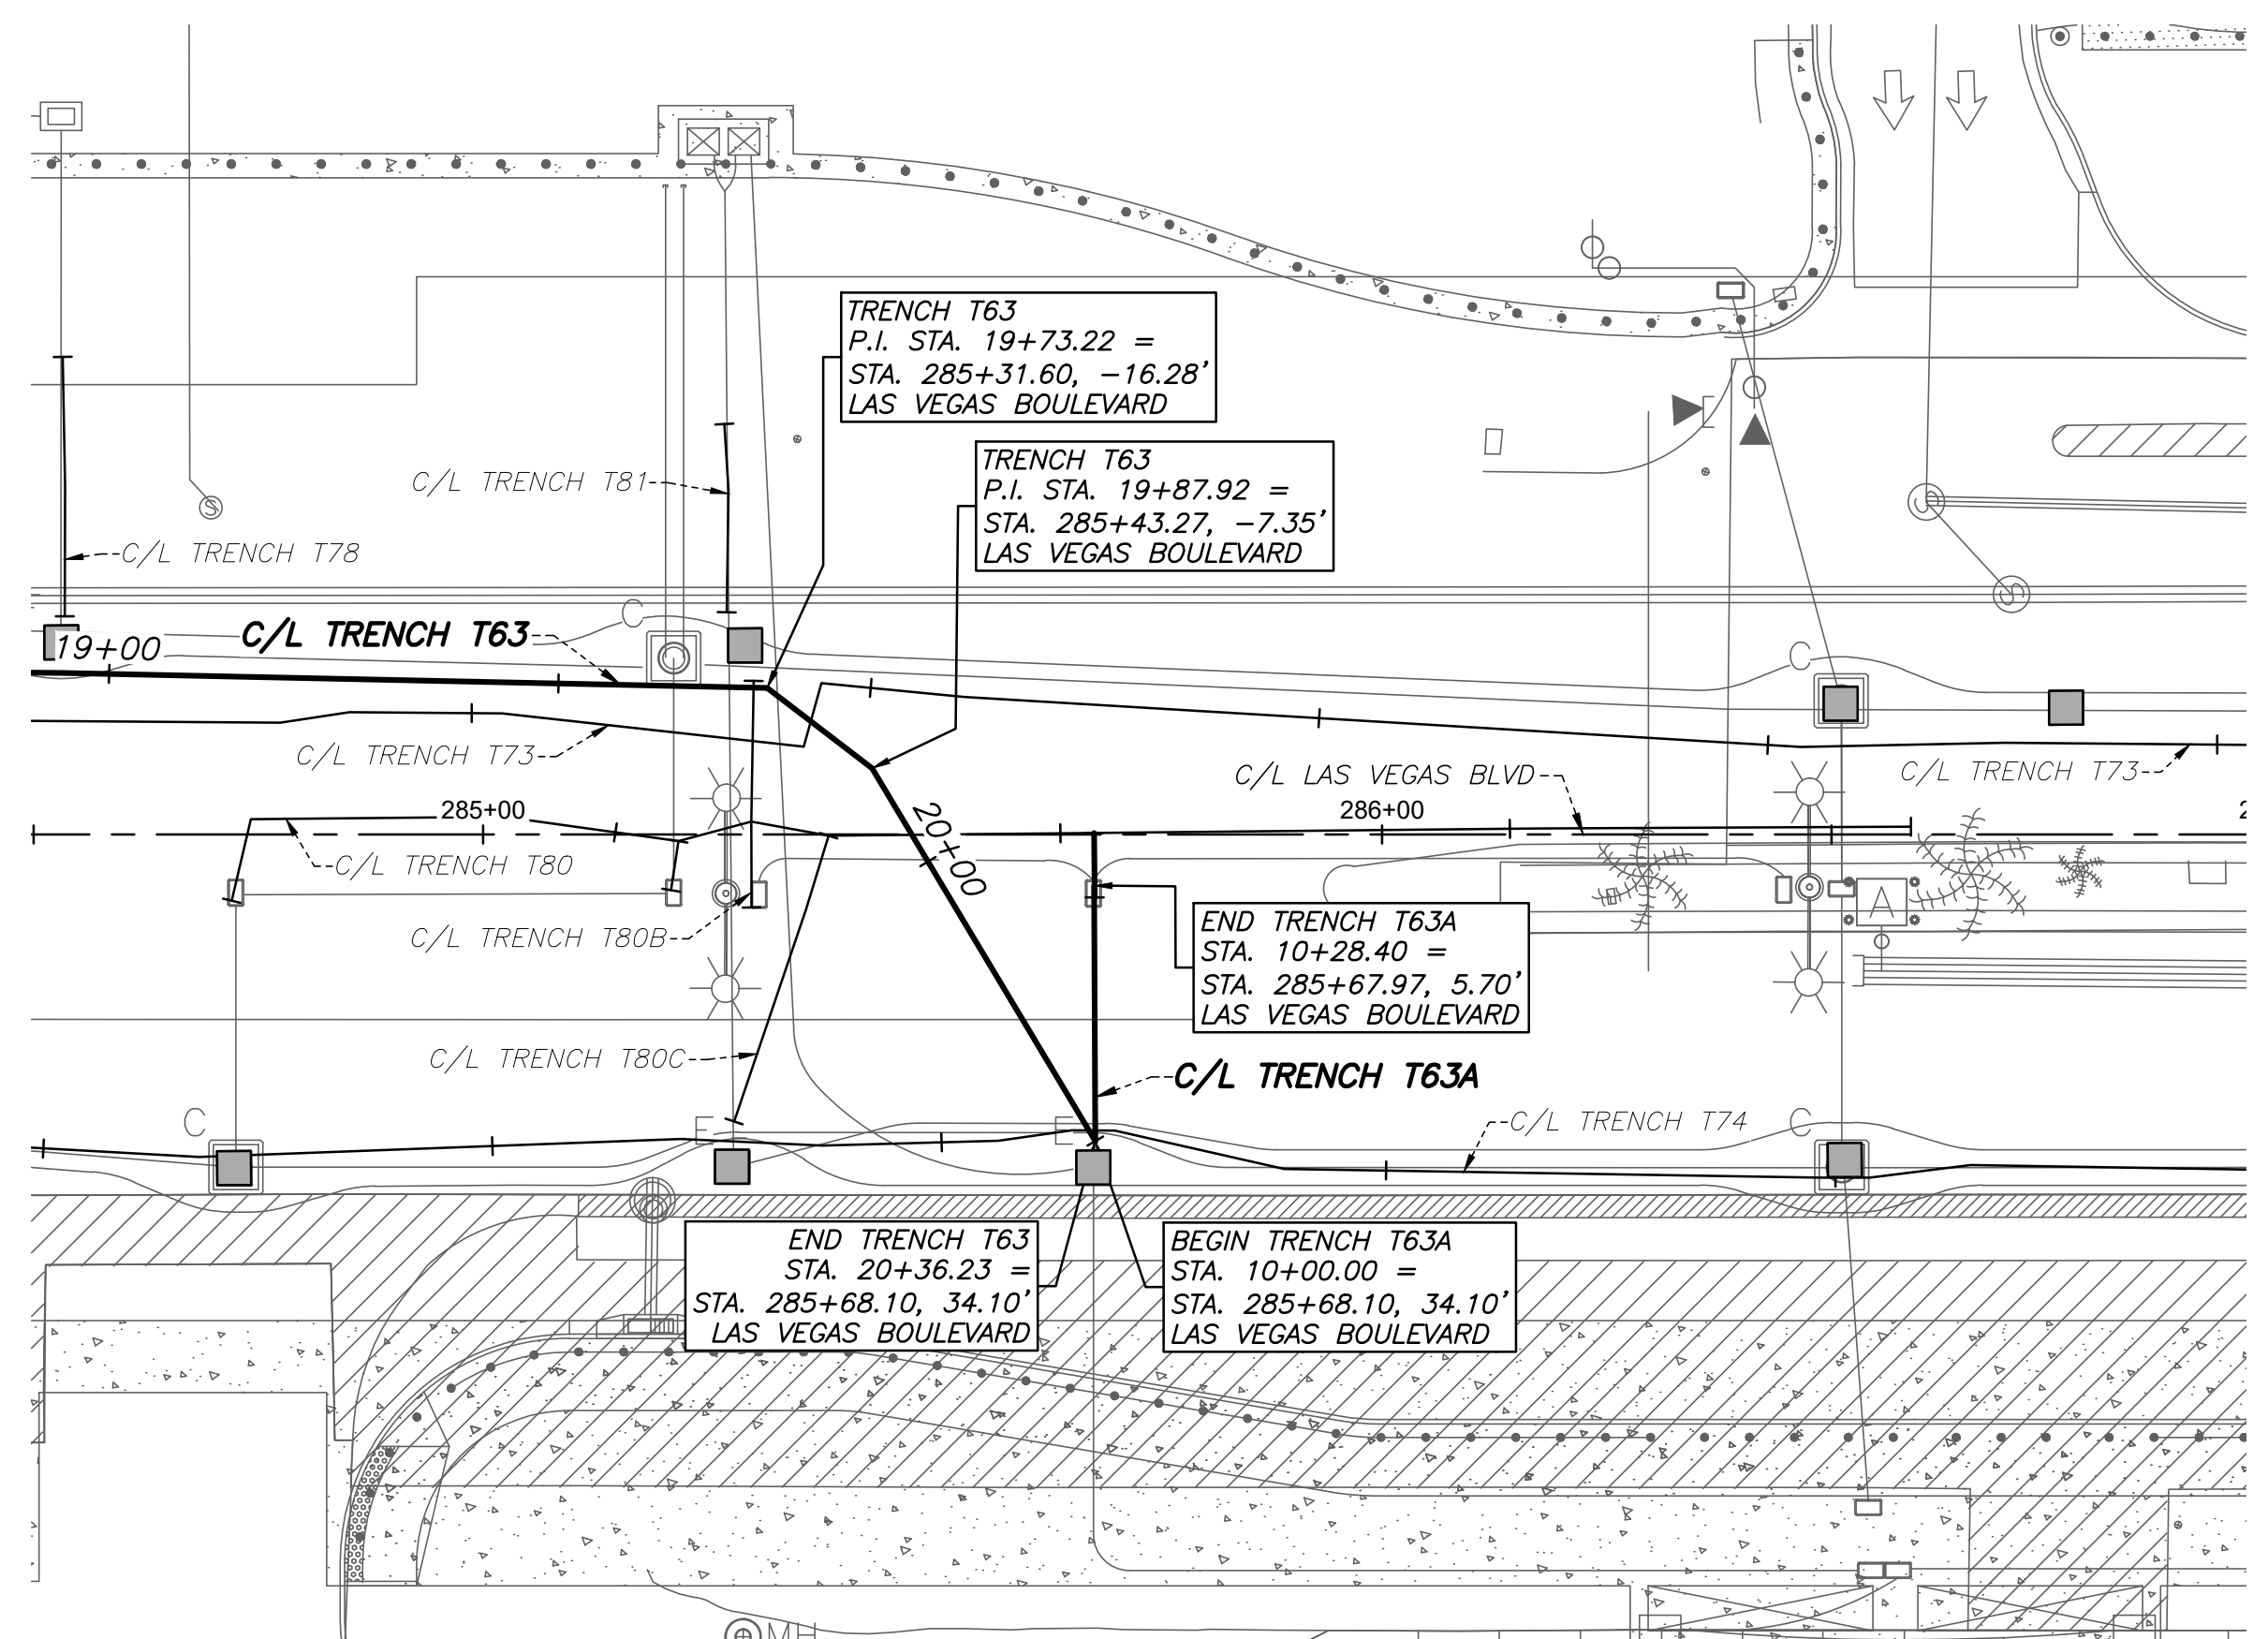 TRENCH T63
P.I. STA. 19+73.22 =
STA. 285+31.60, -16.28'
LAS VEGAS BOULEVARD
TRENCH T63
P.I. STA. 19+87.92 =
STA. 285+43.27, -7.35'
LAS VEGAS BOULEVARD
C/L TRENCH T81
S
C/L TRENCH T78
S
C
19+00
C/L TRENCH T63
C
C/L TRENCH T73
C/L LAS VEGAS BLVD
C/L TRENCH T73
285+00
286+00
2
20+00
C/L TRENCH T80
A
C/L TRENCH T80B
END TRENCH T63A
STA. 10+28.40 =
STA. 285+67.97, 5.70'
LAS VEGAS BOULEVARD
C/L TRENCH T80C
C/L TRENCH T63A
C
E
E
C/L TRENCH T74
C
END TRENCH T63
STA. 20+36.23 =
STA. 285+68.10, 34.10'
LAS VEGAS BOULEVARD
BEGIN TRENCH T63A
STA. 10+00.00 =
STA. 285+68.10, 34.10'
LAS VEGAS BOULEVARD
MH